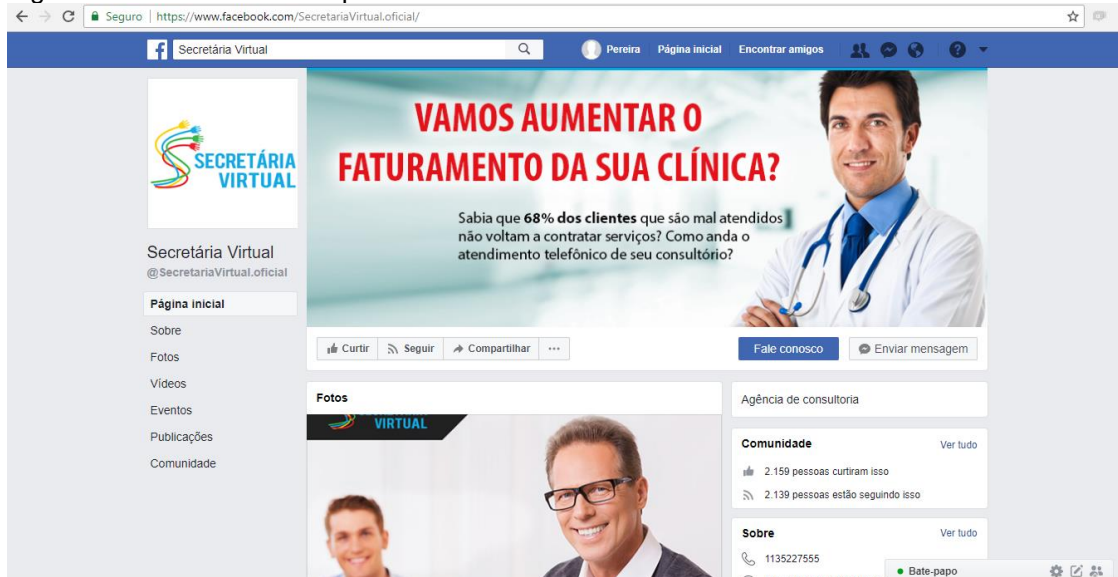 Seguro | https://www.facebook.com/SecretariaVirtual.oficial/
Secretária Virtual
Pereira Página inicial Encontrar amigos
SECRETÁRIA
VIRTUAL
VAMOS AUMENTAR O
FATURAMENTO DA SUA CLÍNICA?
Sabia que 68% dos clientes que são mal atendidos
não voltam a contratar serviços? Como anda o
atendimento telefônico de seu consultório?
Secretária Virtual
@SecretariaVirtual.oficial
Página inicial
Sobre
Fotos
Vídeos
Eventos
Publicações
Comunidade
Curtir Seguir Compartilhar ...
Fale conosco Enviar mensagem
Fotos
VIRTUAL
Agência de consultoria
Comunidade Ver tudo
2.159 pessoas curtiram isso
2.139 pessoas estão seguindo isso
Sobre Ver tudo
1135227555
Bate-papo